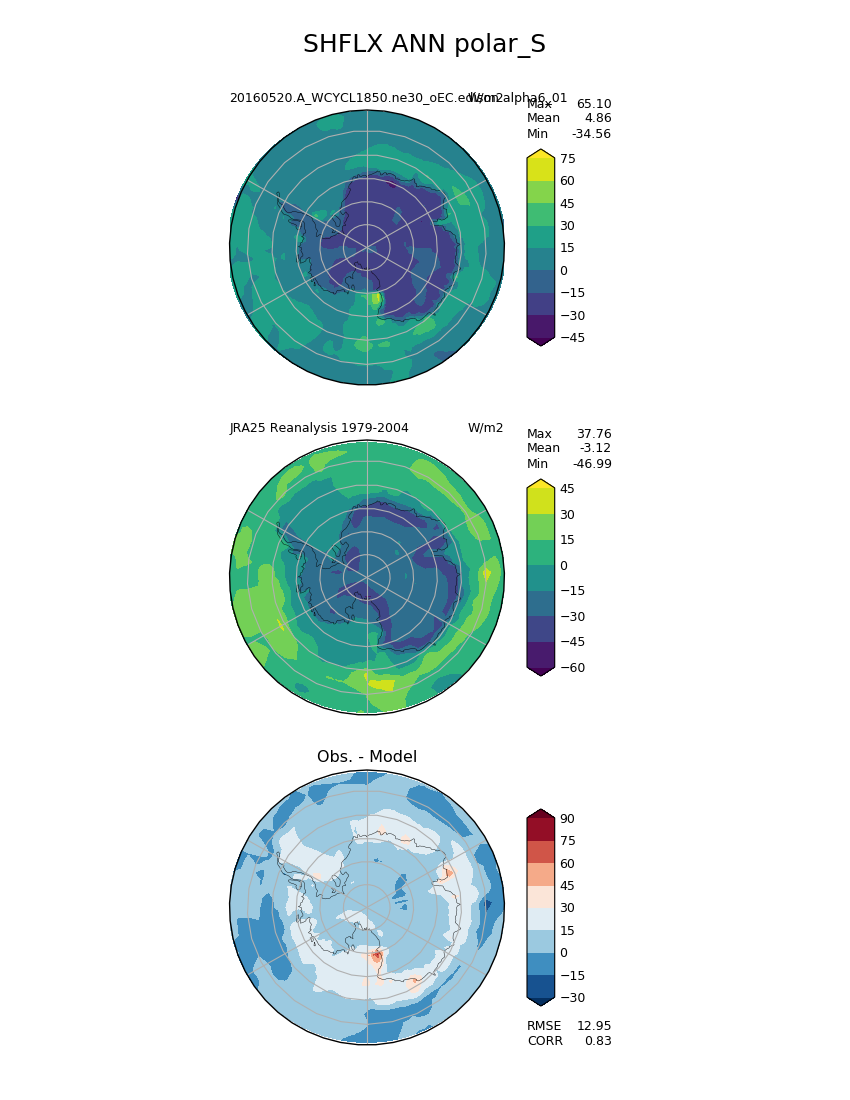 SHFLX ANN polar_S
20160520.A_WCYCL1850.ne30_oEC.edison.alpha6_01
W/m2
Max 65.10
Mean 4.86
Min -34.56
75
60
45
30
15
0
−15
−30
−45
JRA25 Reanalysis 1979-2004 W/m2
Max 37.76
Mean -3.12
Min -46.99
45
30
15
0
−15
−30
−45
−60
Obs. - Model
90
75
60
45
30
15
0
−15
−30
RMSE 12.95
CORR 0.83